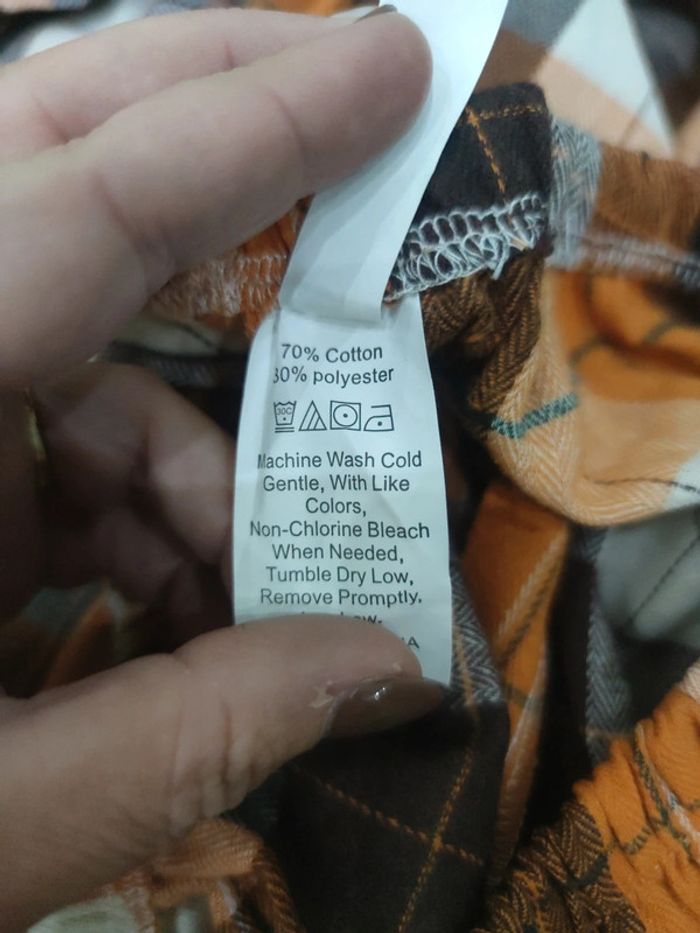 70% Cotton
30% polyester
30C
Machine Wash Cold
Gentle, With Like
Colors,
Non-Chlorine Bleach
When Needed,
Tumble Dry Low,
Remove Promptly.